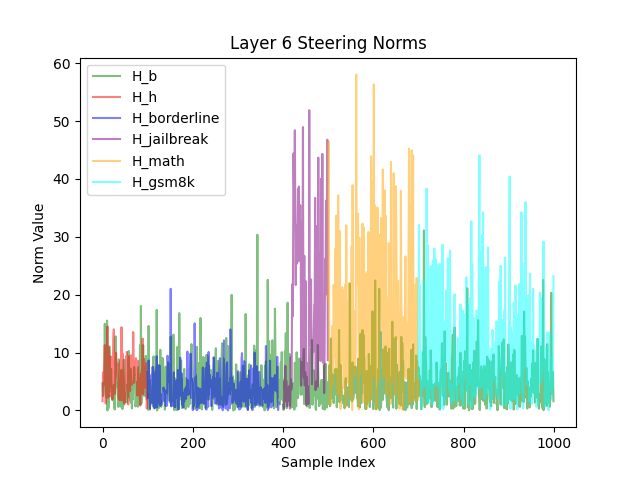 Layer 6 Steering Norms
60
50
40
30
20
10
0
Norm Value
H_b
H_h
H_borderline
H_jailbreak
H_math
H_gsm8k
0 200 400 600 800 1000
Sample Index